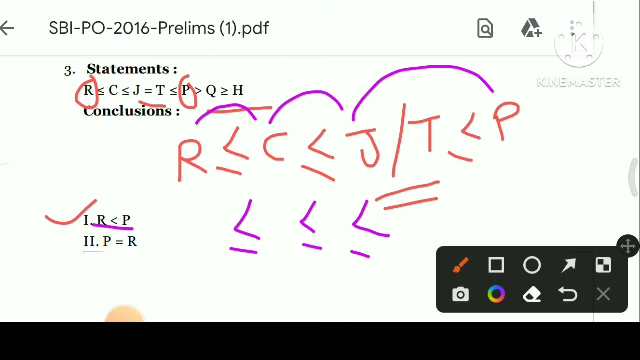 SBI-PO-2016-Prelims (1).pdf
KINEMASTER
3. Statements :
R ≤ C ≤ J = T ≤ P > Q ≥ H
Conclusions :
R ≤ C ≤ J / T ≤ P
I. R < P
≤ ≤ ≤
II. P = R